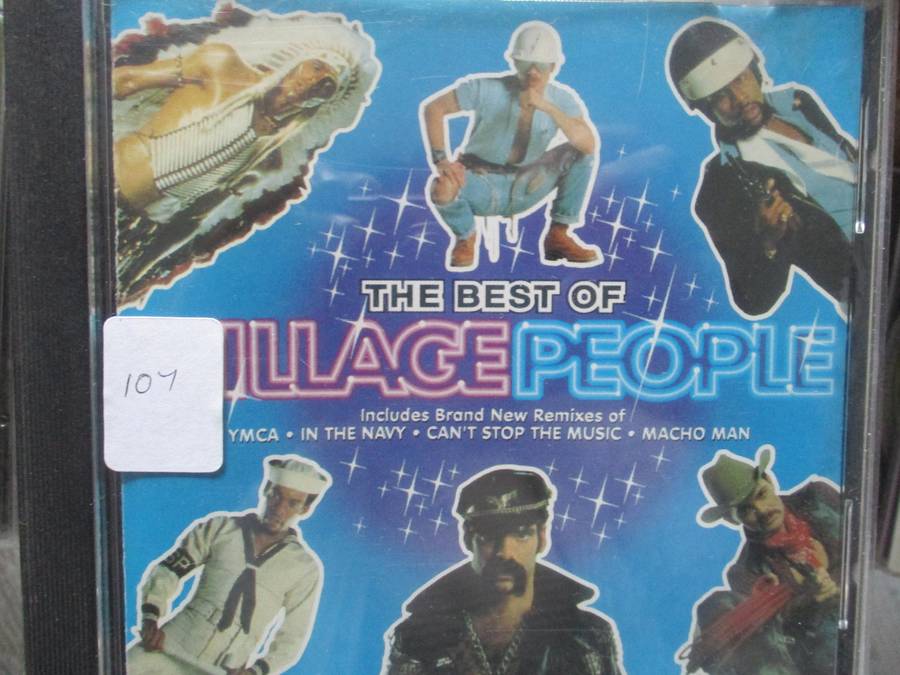 THE BEST OF
ILLAGE PEOPLE
Includes Brand New Remixes of
YMCA • IN THE NAVY • CAN'T STOP THE MUSIC • MACHO MAN
107